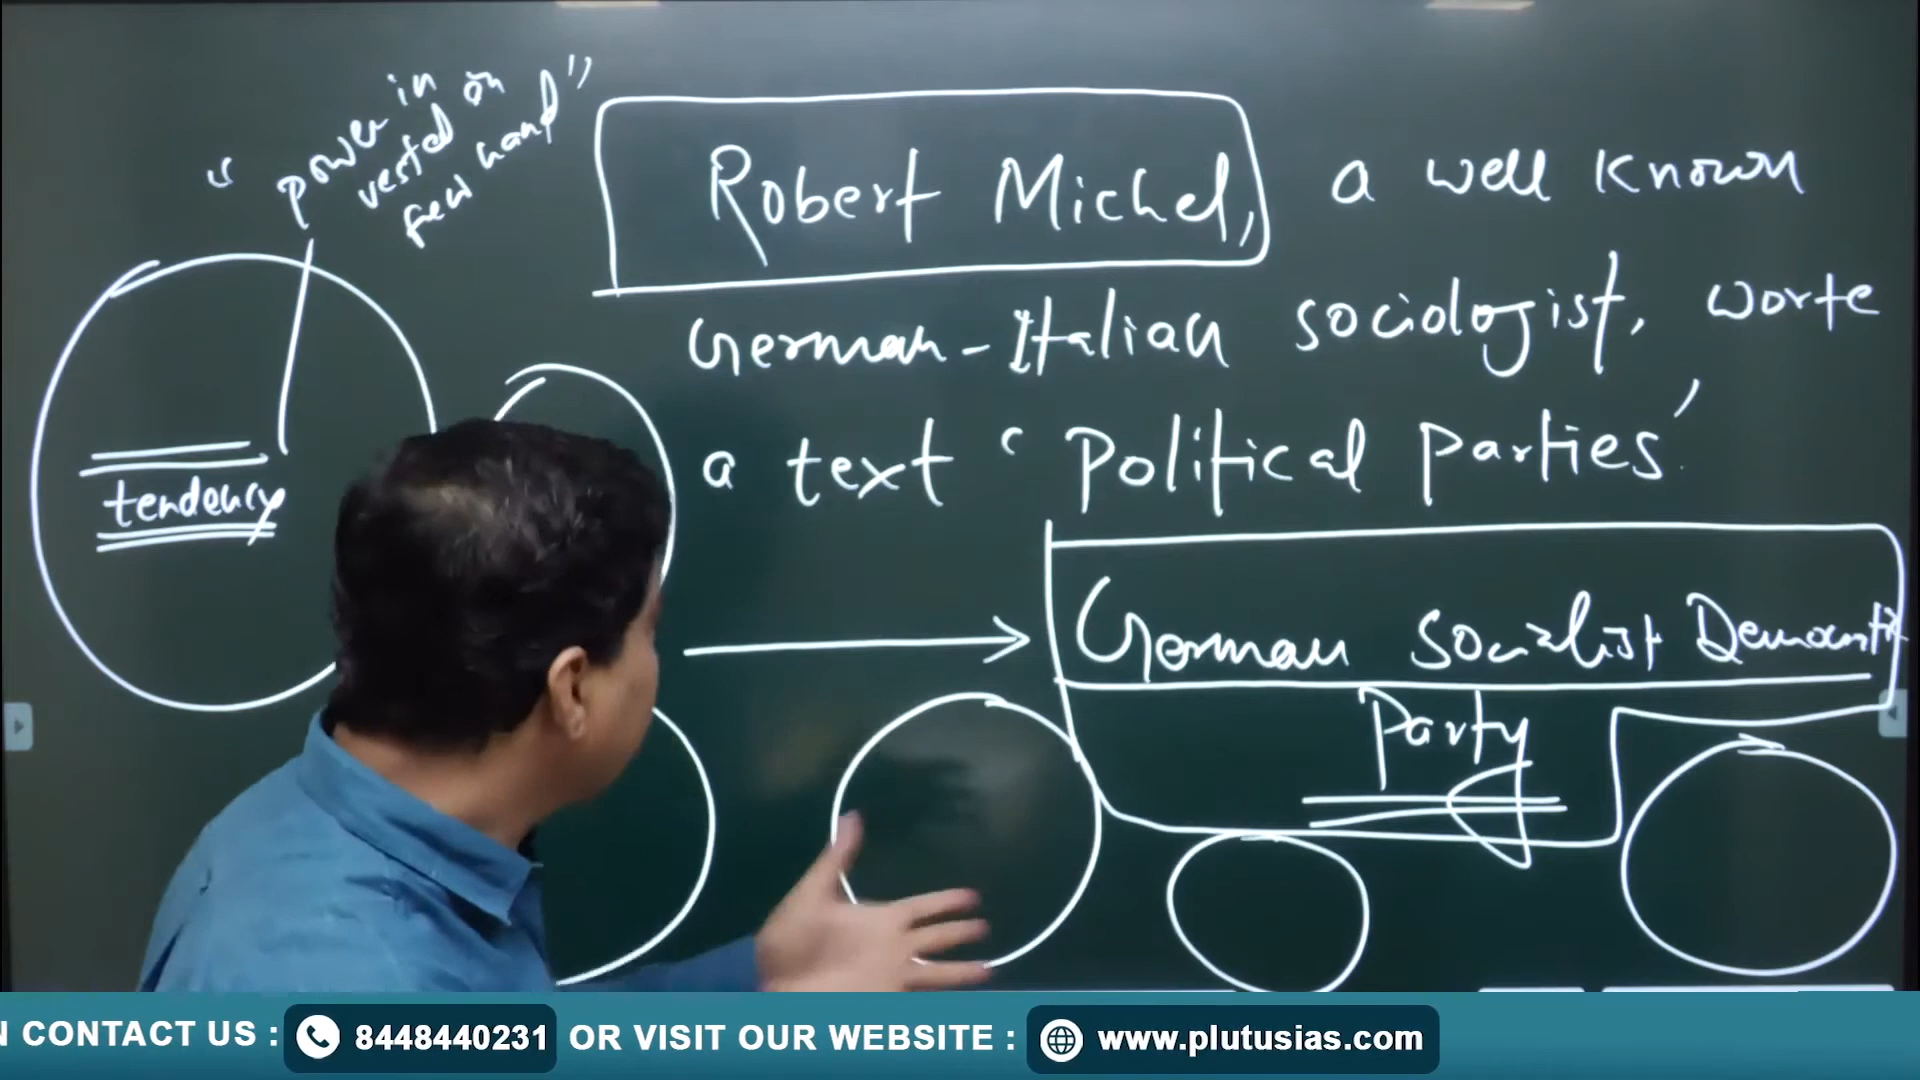 “ power in
vested on
few hand ”
Robert Michel, a well known
German-Italian sociologist, worte
a text ‘ Political Parties’
tendency
German Socialist Democratic
Party
N CONTACT US : 8448440231 OR VISIT OUR WEBSITE : www.plutusias.com